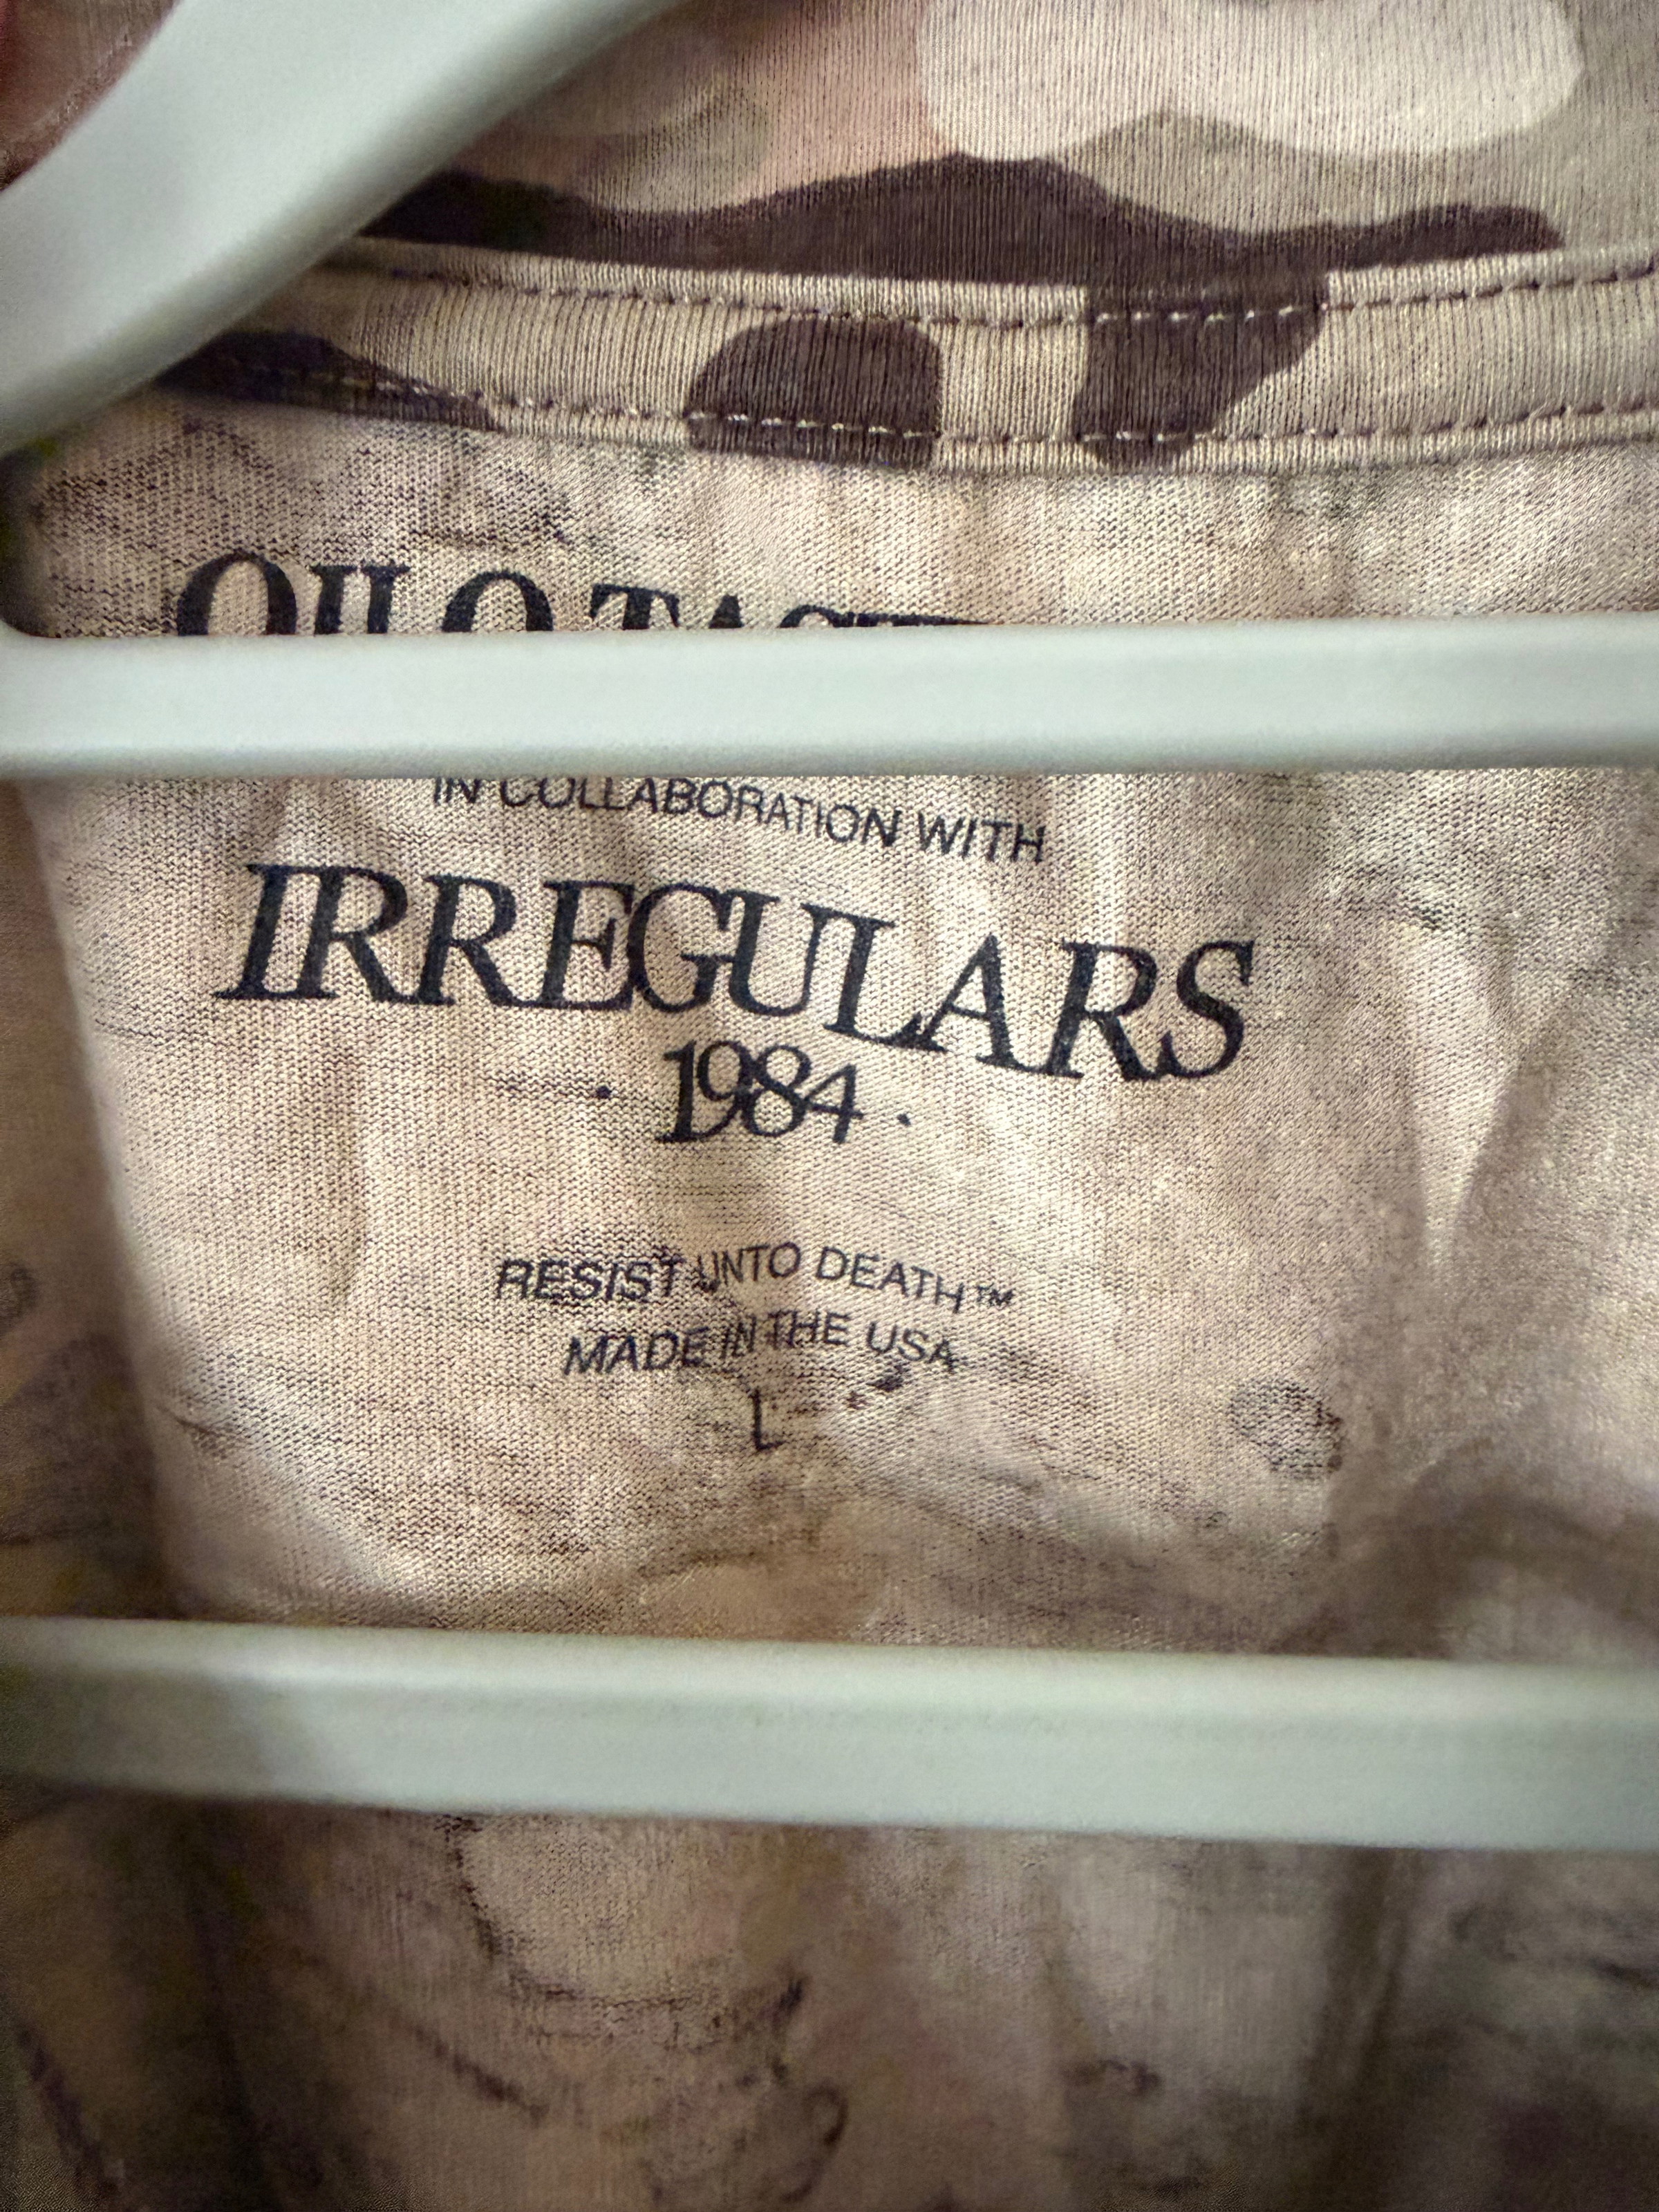 IN COLLABORATION WITH
IRREGULARS
· 1984 ·
RESIST UNTO DEATH™
MADE IN THE USA
L